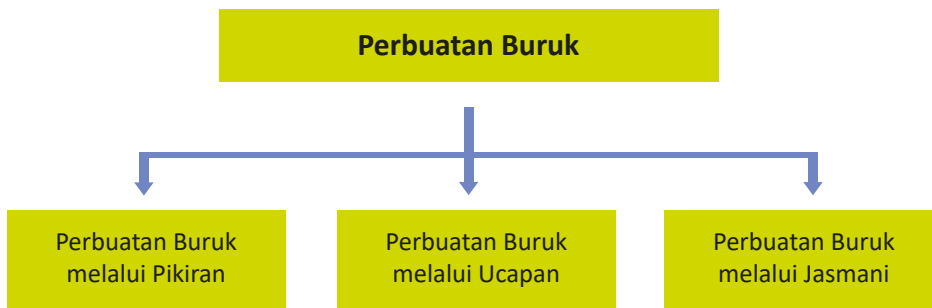 Perbuatan Buruk
Perbuatan Buruk
melalui Pikiran
Perbuatan Buruk
melalui Ucapan
Perbuatan Buruk
melalui Jasmani